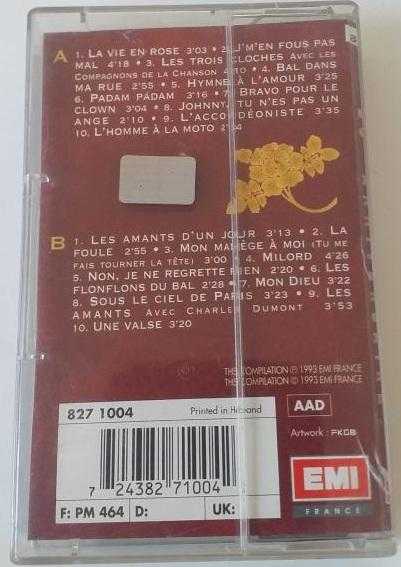 A 1. LA VIE EN ROSE 3'03 • 2. J'M'EN FOUS PAS
MAL 4'18 • 3. LES TROIS CLOCHES AVEC LES
COMPAGNONS DE LA CHANSON 4'10 • 4. BAL DANS
MA RUE 2'55 • 5. HYMNE À L'AMOUR 3'25
6. PADAM PADAM 3'16 • 7. BRAVO POUR LE
CLOWN 3'04 • 8. JOHNNY, TU N'ES PAS UN
ANGE 2'10 • 9. L'ACCORDÉONISTE 3'35
10. L'HOMME À LA MOTO
B 1. LES AMANTS D'UN JOUR 3'13 • 2. LA
FOULE 2'55 • 3. MON MANÈGE À MOI (TU ME
FAIS TOURNER LA TÊTE) 3'00 • 4. MILORD 4'26
5. NON, JE NE REGRETTE RIEN 2'20 • 6. LES
FLONFLONS DU BAL 2'28 • 7. MON DIEU 3'22
8. SOUS LE CIEL DE PARIS 3'23 • 9. LES
AMANTS AVEC CHARLES DUMONT 3'53
10. UNE VALSE 3'20
THIS COMPILATION ℗ 1993 EMI FRANCE
THIS COMPILATION © 1993 EMI FRANCE
827 1004 Printed in Holland AAD
Artwork : FKGB
7 24382 71004
EMI
FRANCE
F: PM 464 D: UK: